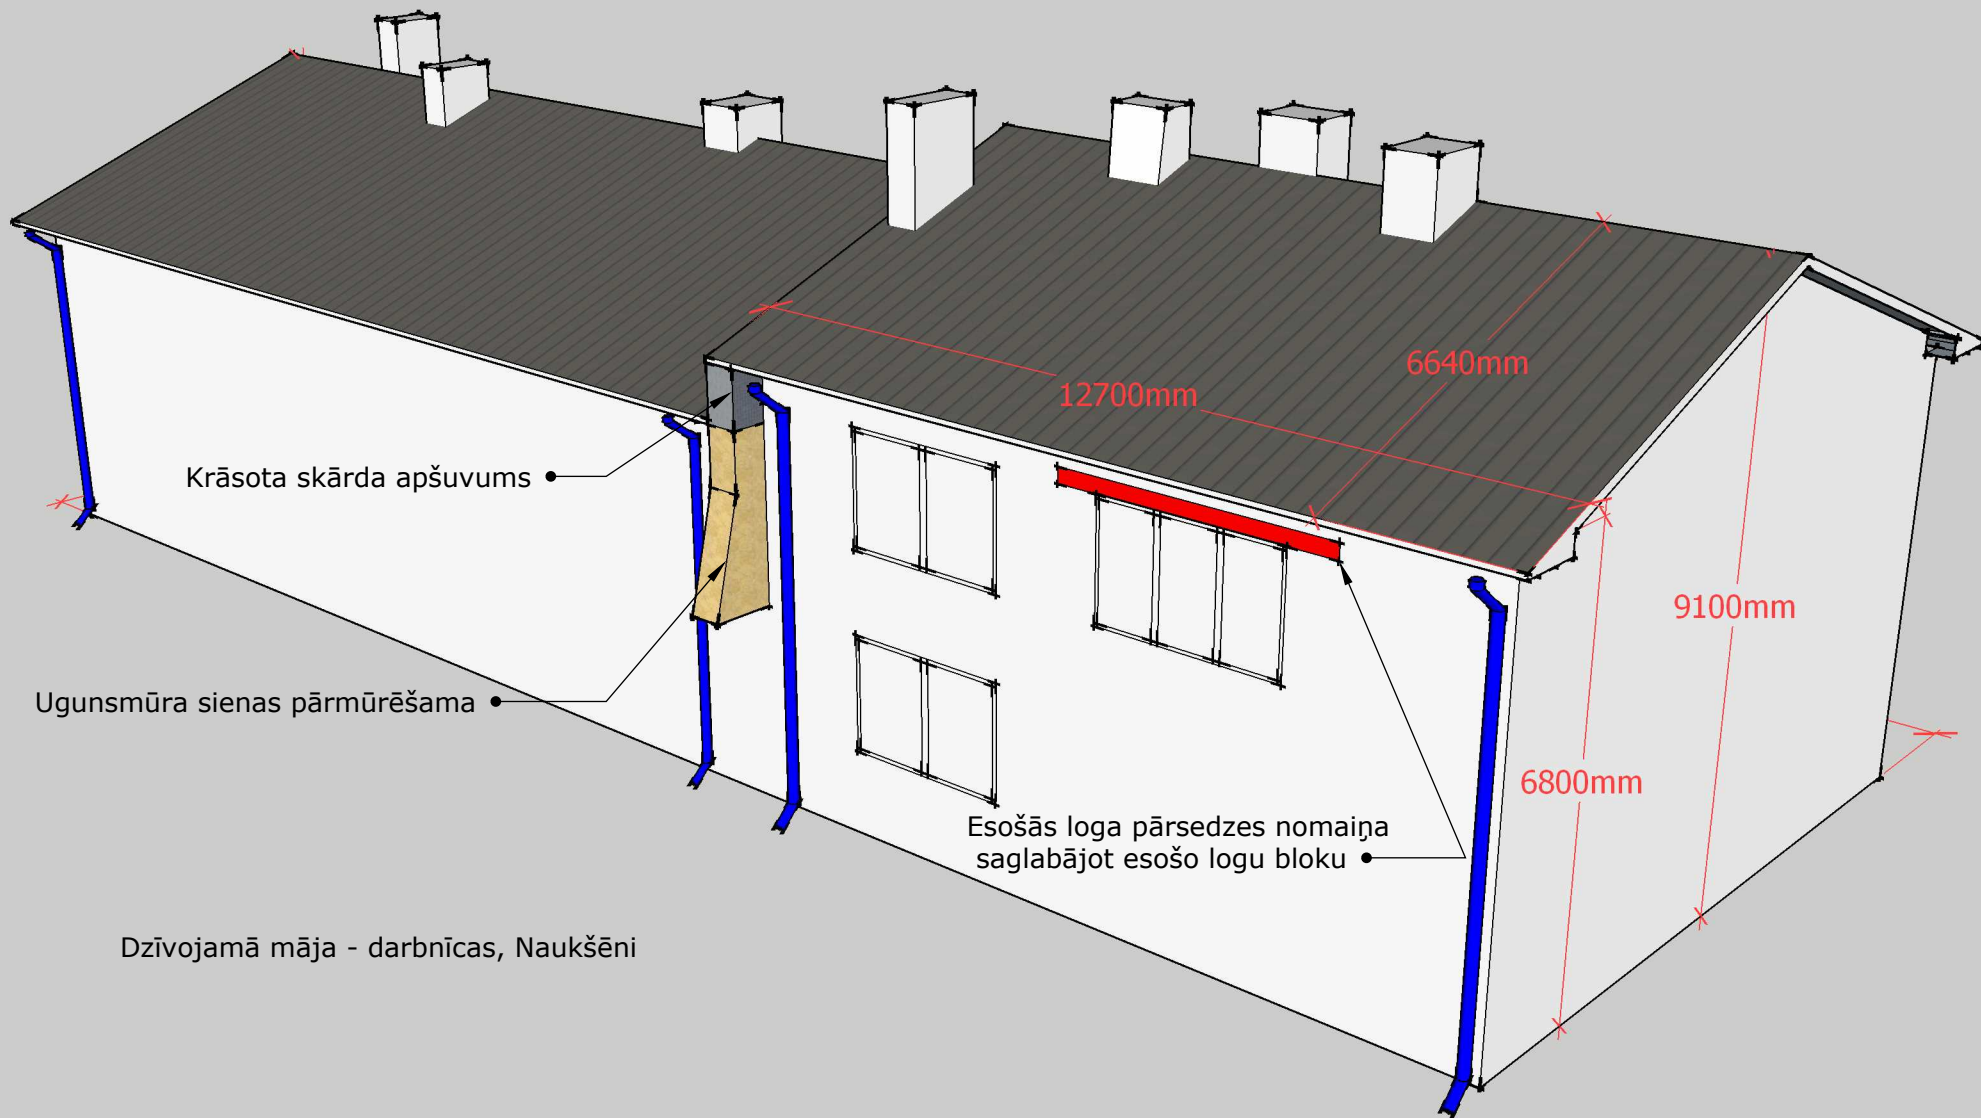 6640mm
12700mm
Krāsota skārda apšuvums
9100mm
Ugunsmūra sienas pārmūrēšama
6800mm
Esošās loga pārsedzes nomaiņa
saglabājot esošo logu bloku
Dzīvojamā māja - darbnīcas, Naukšēni